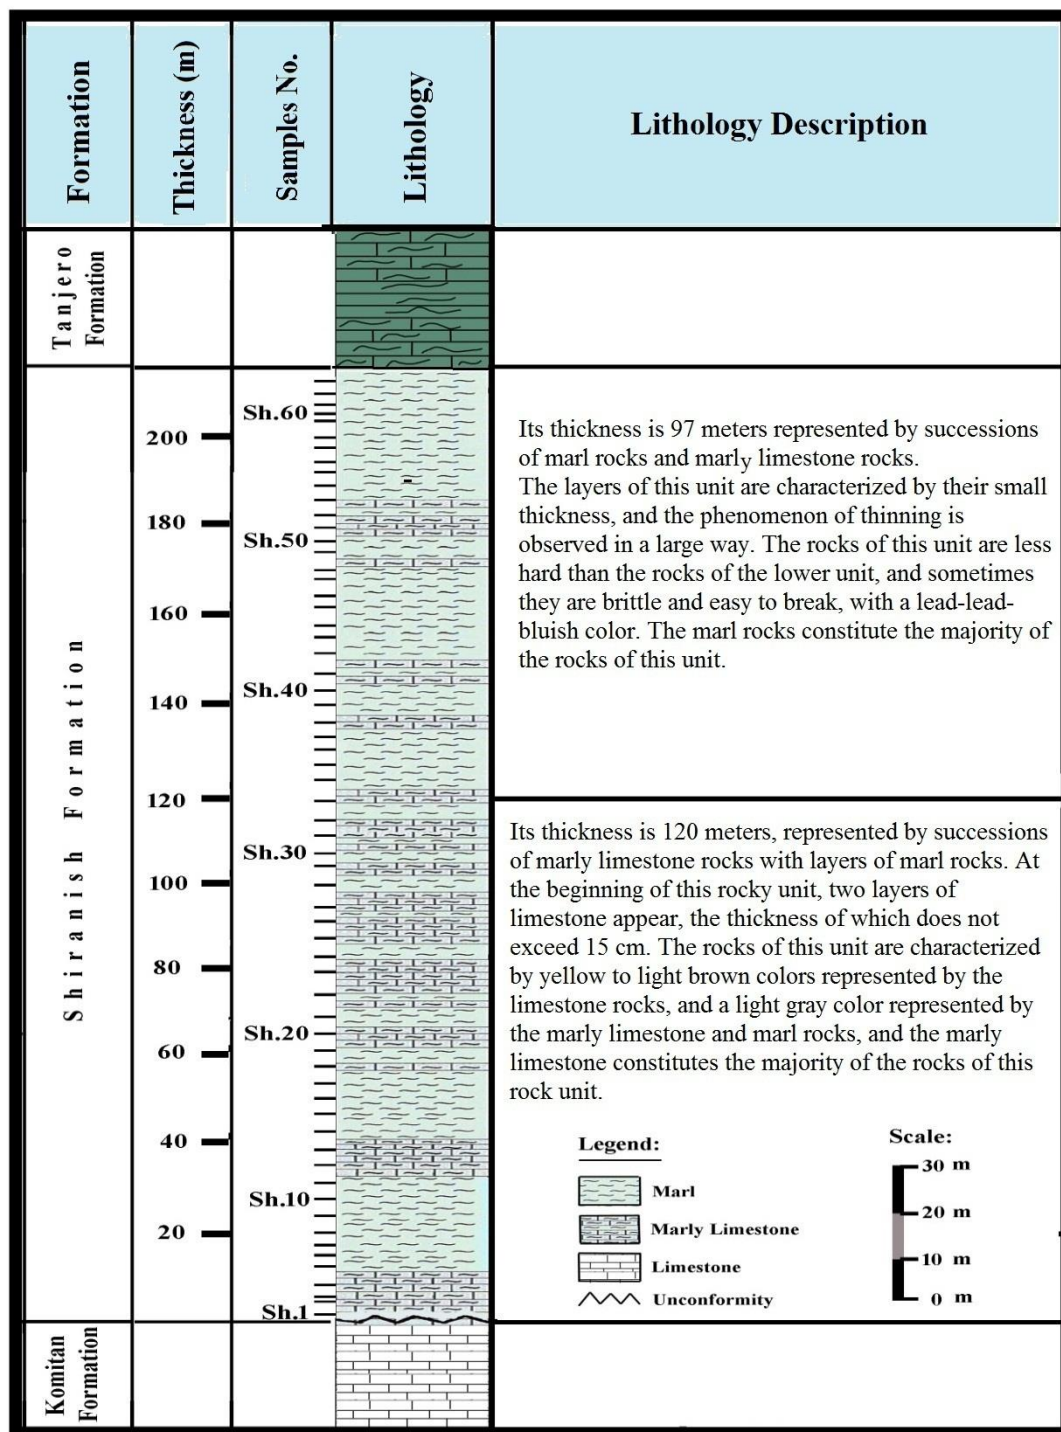 Formation
Thickness (m)
Samples No.
Lithology
Lithology Description
Tanjero
Formation
Shiranish Formation
Komitan
Formation
200
180
160
140
120
100
80
60
40
20
Sh.60
Sh.50
Sh.40
Sh.30
Sh.20
Sh.10
Sh.1
Its thickness is 97 meters represented by successions
of marl rocks and marly limestone rocks.
The layers of this unit are characterized by their small
thickness, and the phenomenon of thinning is
observed in a large way. The rocks of this unit are less
hard than the rocks of the lower unit, and sometimes
they are brittle and easy to break, with a lead-lead-
bluish color. The marl rocks constitute the majority of
the rocks of this unit.
Its thickness is 120 meters, represented by successions
of marly limestone rocks with layers of marl rocks. At
the beginning of this rocky unit, two layers of
limestone appear, the thickness of which does not
exceed 15 cm. The rocks of this unit are characterized
by yellow to light brown colors represented by the
limestone rocks, and a light gray color represented by
the marly limestone and marl rocks, and the marly
limestone constitutes the majority of the rocks of this
rock unit.
Legend:
Marl
Marly Limestone
Limestone
Unconformity
Scale:
30 m
20 m
10 m
0 m